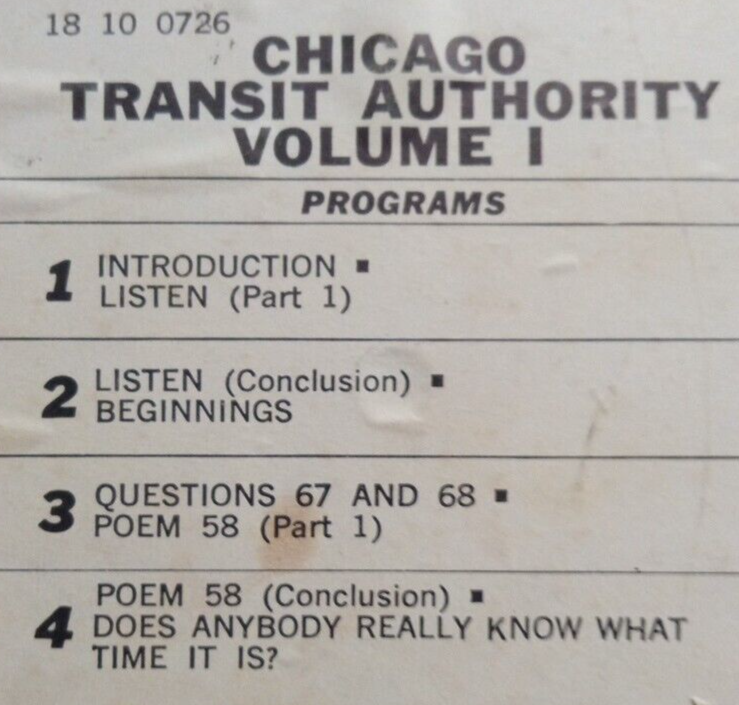 18 10 0726
CHICAGO
TRANSIT AUTHORITY
VOLUME I
PROGRAMS
1 INTRODUCTION ▪
LISTEN (Part 1)
2 LISTEN (Conclusion) ▪
BEGINNINGS
3 QUESTIONS 67 AND 68 ▪
POEM 58 (Part 1)
4 POEM 58 (Conclusion) ▪
DOES ANYBODY REALLY KNOW WHAT
TIME IT IS?